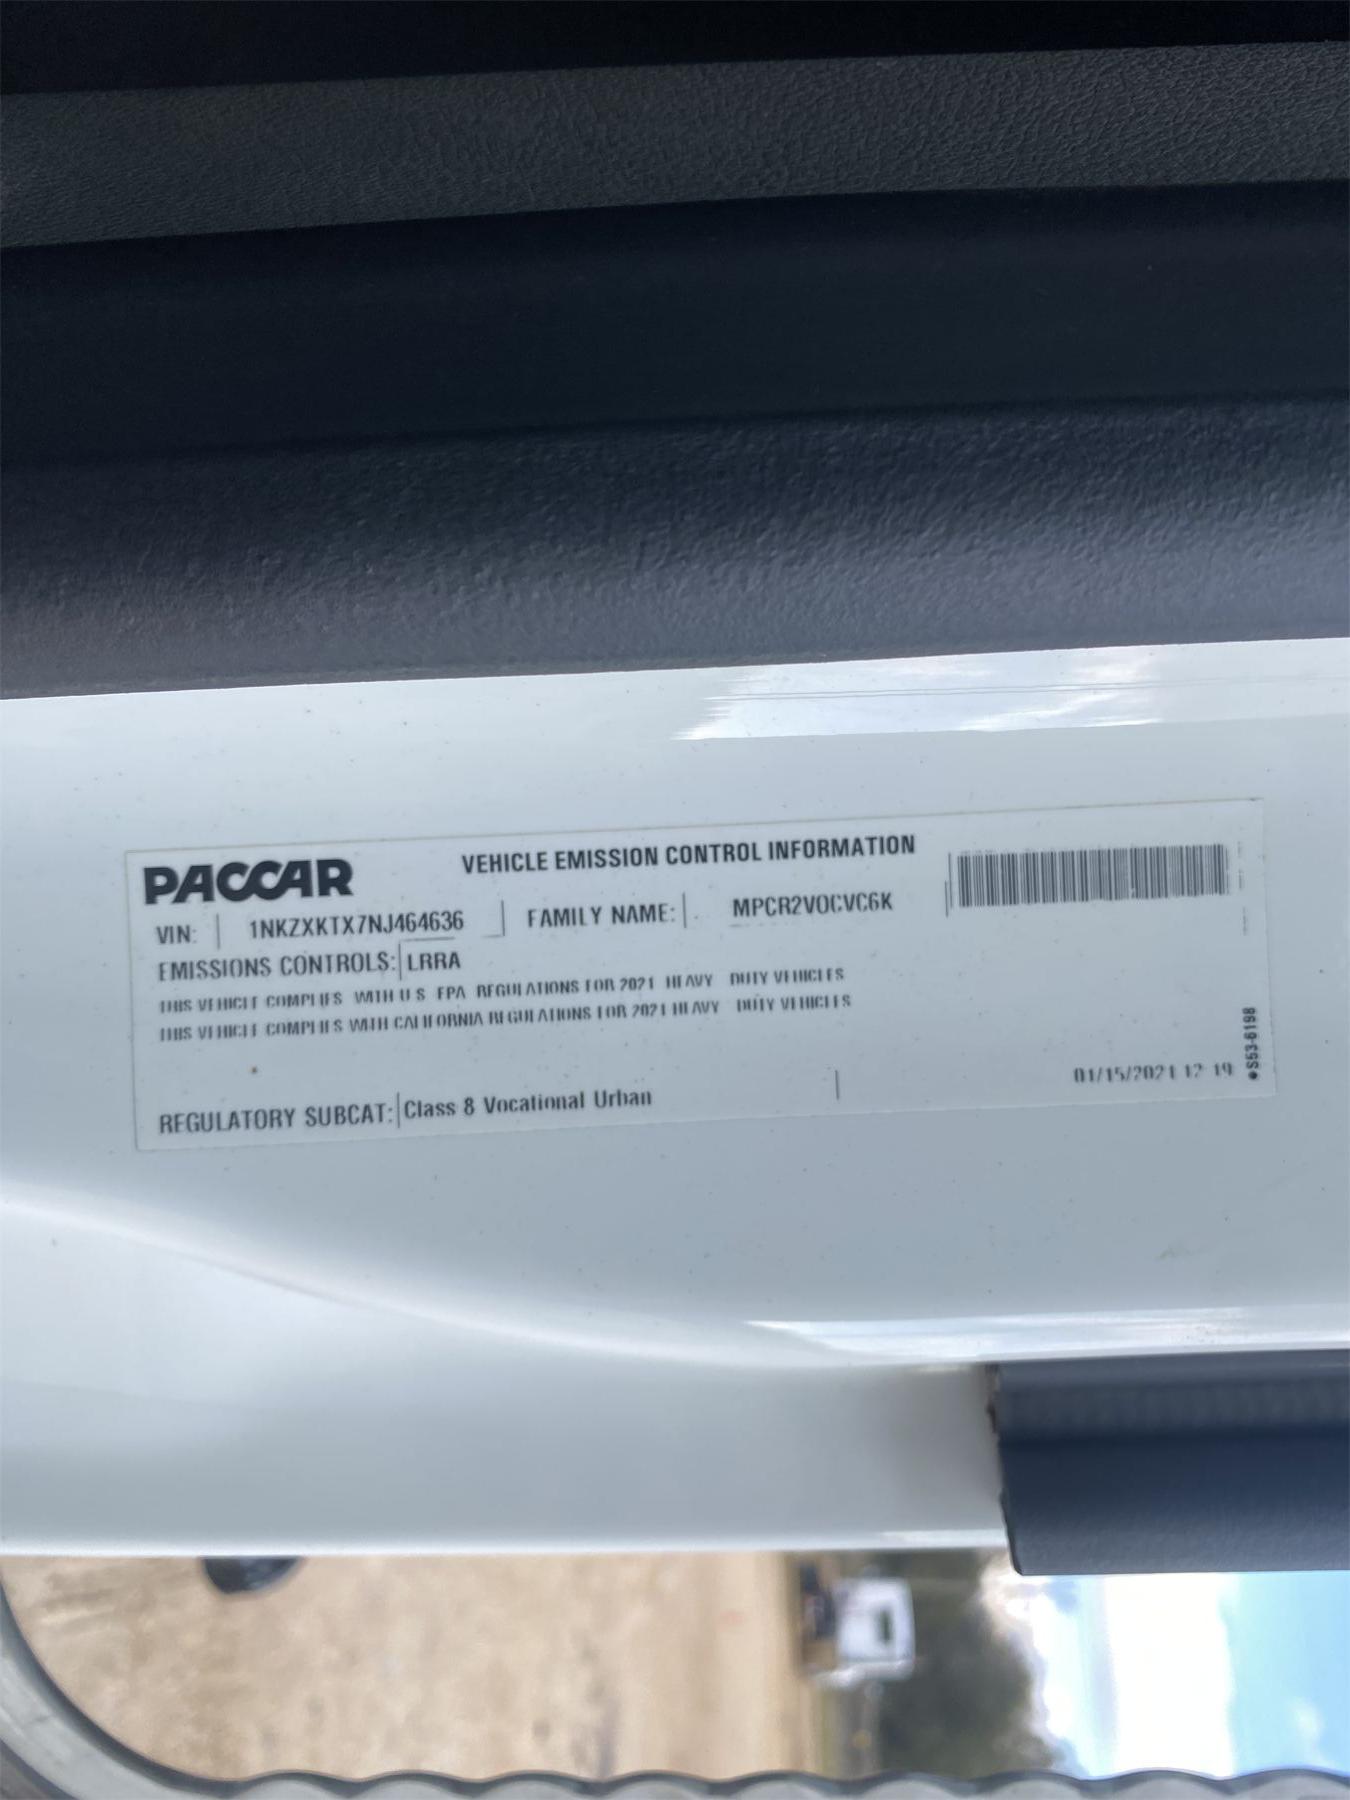 PACCAR
VEHICLE EMISSION CONTROL INFORMATION
VIN: 1NKZXKTX7NJ464636 FAMILY NAME: MPCR2VOCVC6K
EMISSIONS CONTROLS: LRRA
THIS VEHICLE COMPLIES WITH U S EPA REGULATIONS FOR 2021 HEAVY DUTY VEHICLES
THIS VEHICLE COMPLIES WITH CALIFORNIA REGULATIONS FOR 2021 HEAVY DUTY VEHICLES
01/15/2021 12 19
REGULATORY SUBCAT: Class 8 Vocational Urban
●S53-6198